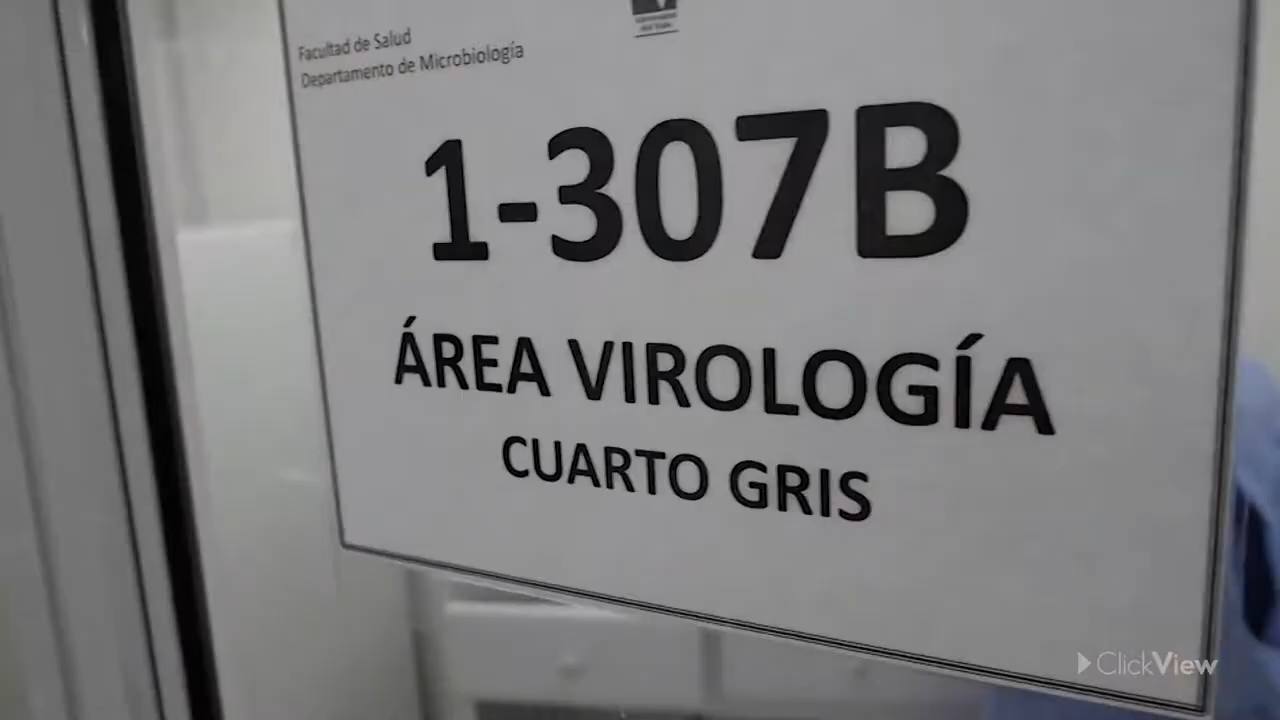 Facultad de Salud
Departamento de Microbiología
1-307B
ÁREA VIROLOGÍA
CUARTO GRIS
ClickView